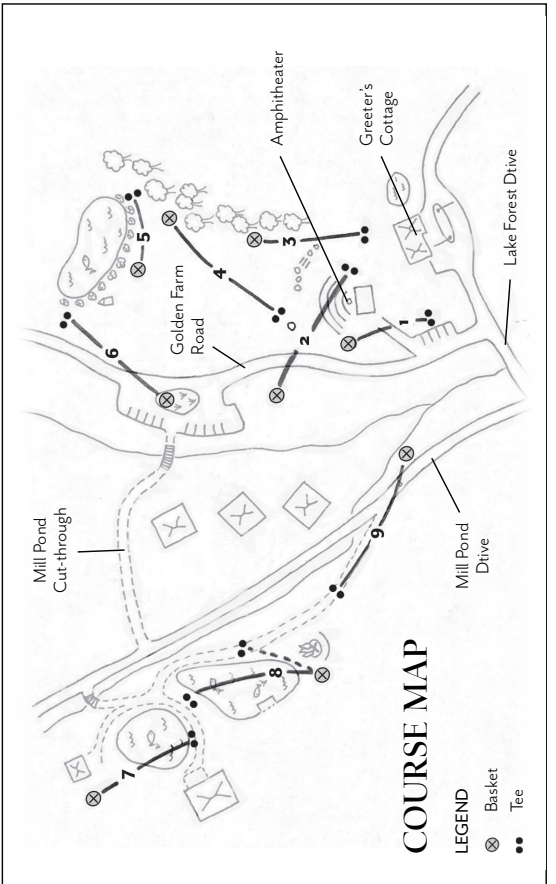 Mill Pond
Cut-through
Golden Farm
Road
Amphitheater
Greeter's
Cottage
Lake Forest Dtive
Mill Pond
Dtive
1
2
3
4
5
6
7
8
9
COURSE MAP
LEGEND
Basket
Tee